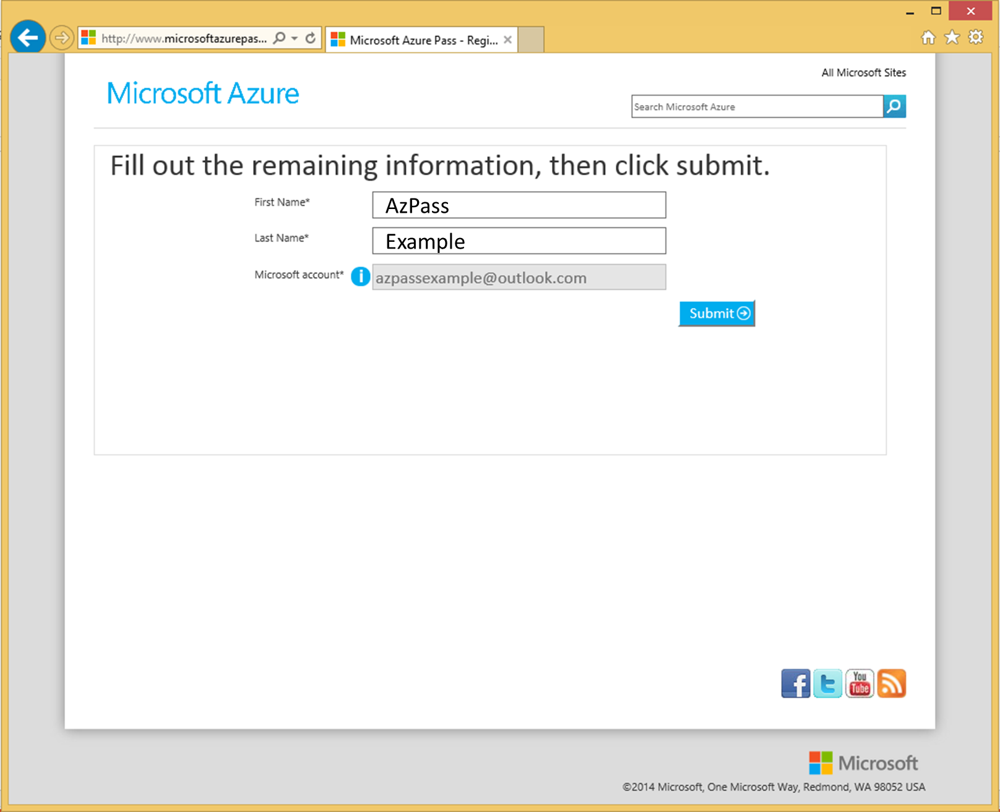 http://www.microsoftazurepas...
Microsoft Azure Pass - Regi...
All Microsoft Sites
Microsoft Azure
Search Microsoft Azure
Fill out the remaining information, then click submit.
First Name*
AzPass
Last Name*
Example
Microsoft account*
i
azpassexample@outlook.com
Submit
f
t
You
Tube
Microsoft
©2014 Microsoft, One Microsoft Way, Redmond, WA 98052 USA